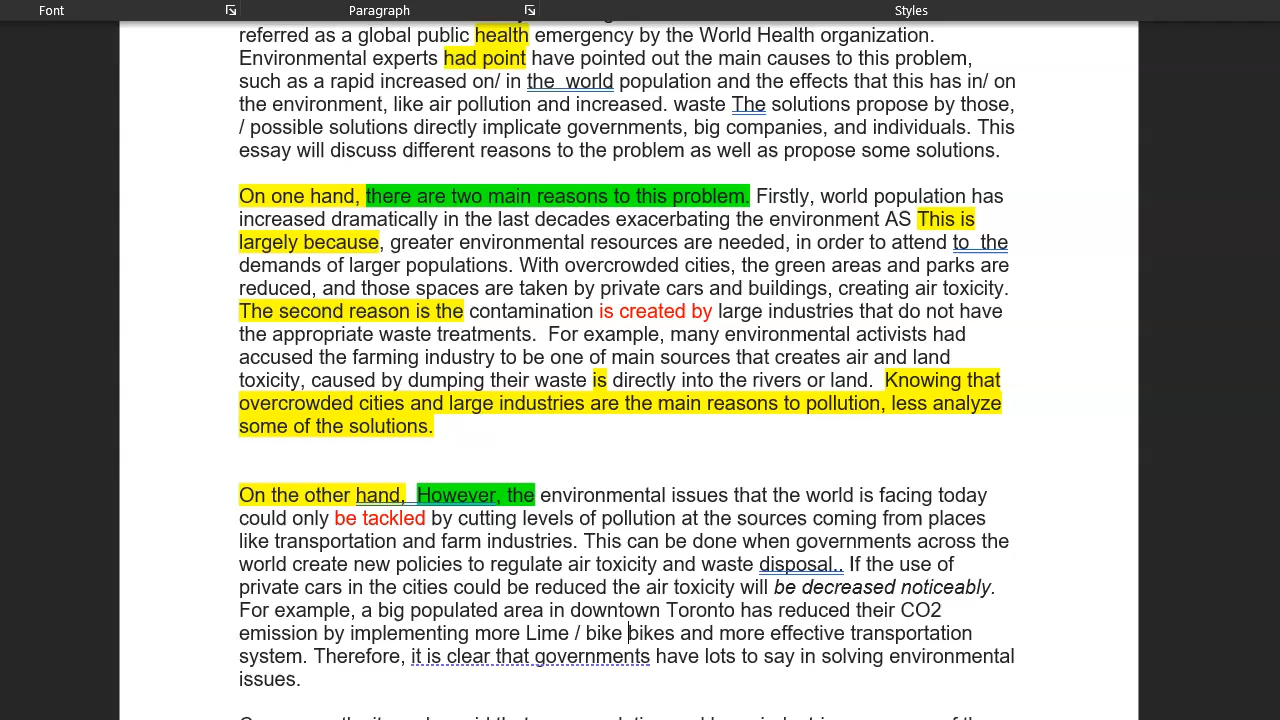 Font Paragraph Styles
referred as a global public health emergency by the World Health organization.
Environmental experts had point have pointed out the main causes to this problem,
such as a rapid increased on/ in the  world population and the effects that this has in/ on
the environment, like air pollution and increased. waste The solutions propose by those,
/ possible solutions directly implicate governments, big companies, and individuals. This
essay will discuss different reasons to the problem as well as propose some solutions.
On one hand, there are two main reasons to this problem. Firstly, world population has
increased dramatically in the last decades exacerbating the environment AS This is
largely because, greater environmental resources are needed, in order to attend to  the
demands of larger populations. With overcrowded cities, the green areas and parks are
reduced, and those spaces are taken by private cars and buildings, creating air toxicity.
The second reason is the contamination is created by large industries that do not have
the appropriate waste treatments.  For example, many environmental activists had
accused the farming industry to be one of main sources that creates air and land
toxicity, caused by dumping their waste is directly into the rivers or land.  Knowing that
overcrowded cities and large industries are the main reasons to pollution, less analyze
some of the solutions.
On the other hand,  However, the environmental issues that the world is facing today
could only be tackled by cutting levels of pollution at the sources coming from places
like transportation and farm industries. This can be done when governments across the
world create new policies to regulate air toxicity and waste disposal.. If the use of
private cars in the cities could be reduced the air toxicity will be decreased noticeably.
For example, a big populated area in downtown Toronto has reduced their CO2
emission by implementing more Lime / bike bikes and more effective transportation
system. Therefore, it is clear that governments have lots to say in solving environmental
issues.